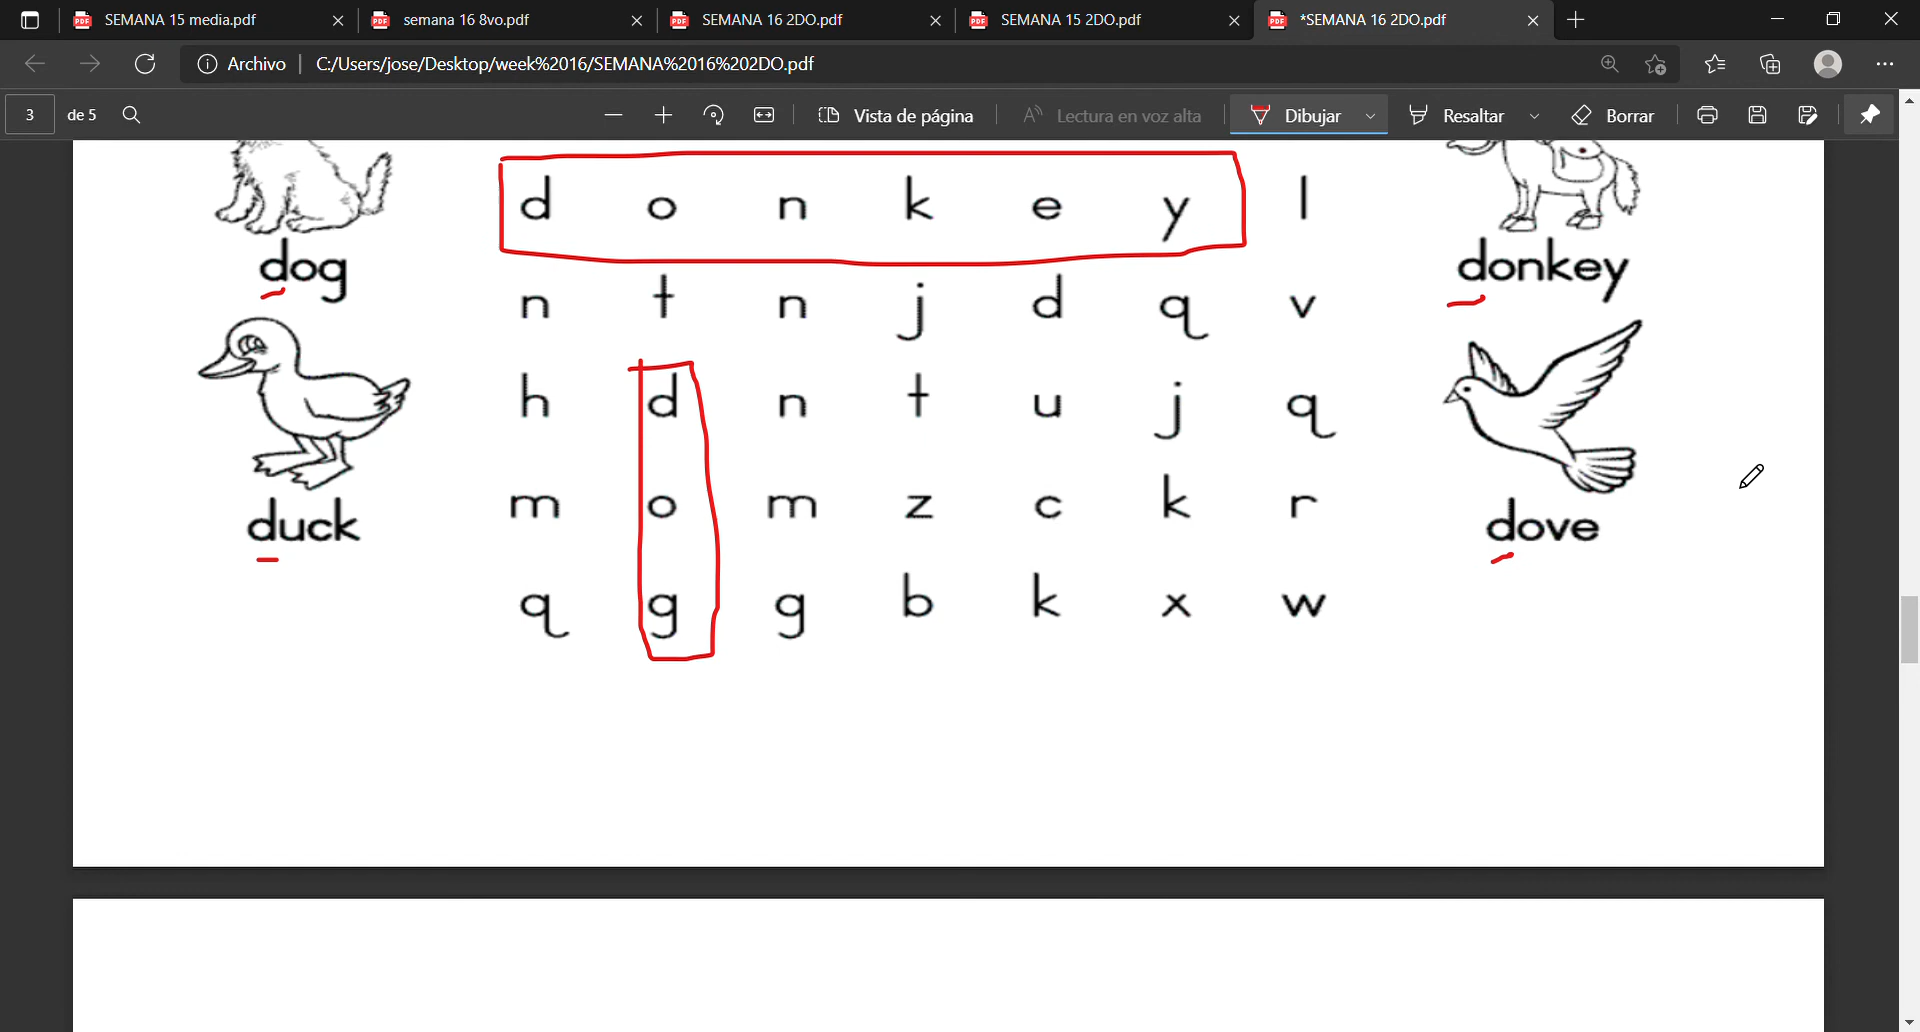 SEMANA 15 media.pdf
semana 16 8vo.pdf
SEMANA 16 2DO.pdf
SEMANA 15 2DO.pdf
*SEMANA 16 2DO.pdf
Archivo
C:/Users/jose/Desktop/week%2016/SEMANA%2016%202DO.pdf
3 de 5
Vista de página
Lectura en voz alta
Dibujar
Resaltar
Borrar
d o n k e y l
dog
donkey
n t n j d q v
h d n t u j q
m o m z c k r
duck
dove
q g g b k x w